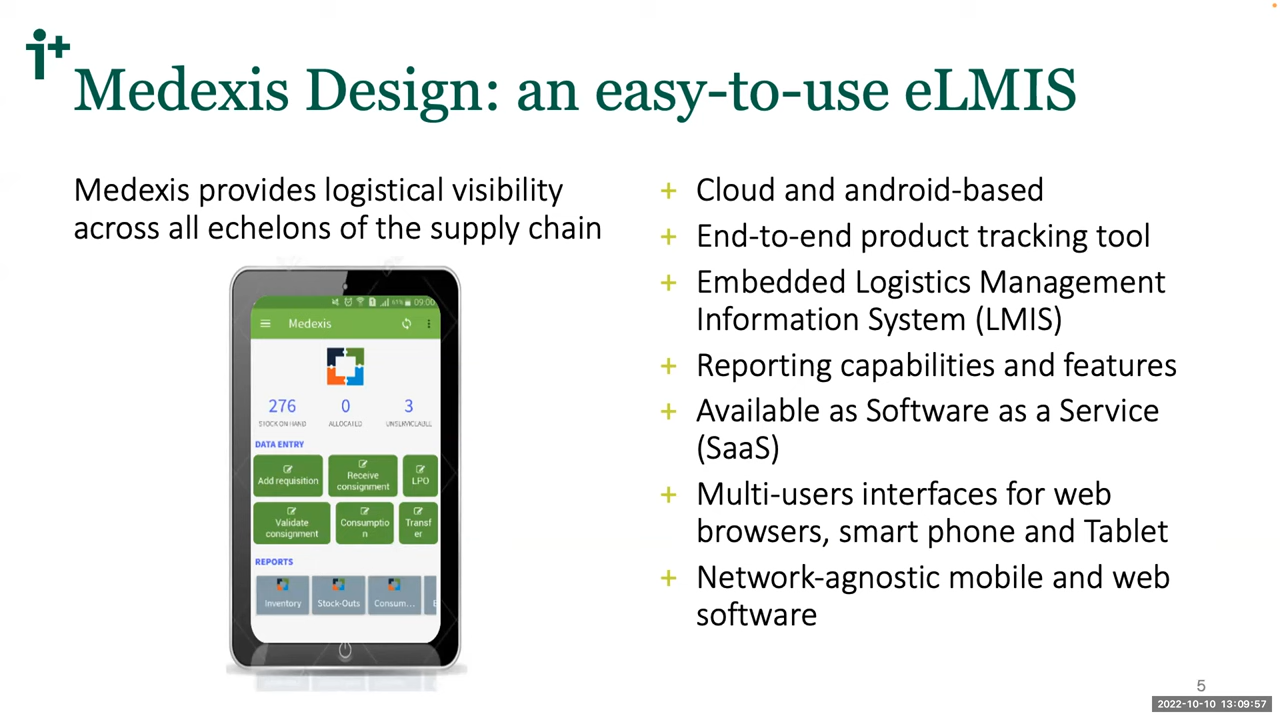 i+
Medexis Design: an easy-to-use eLMIS
Medexis provides logistical visibility
across all echelons of the supply chain
61% 09:00
Medexis
276
0
3
STOCK ON HAND
ALLOCATED
UNSERVICEABLE
DATA ENTRY
Add requisition
Receive
consignment
LPO
Validate
consignment
Consumptio
n
Transf
er
REPORTS
Inventory
Stock-Outs
Consum...
E
+ Cloud and android-based
+ End-to-end product tracking tool
+ Embedded Logistics Management
Information System (LMIS)
+ Reporting capabilities and features
+ Available as Software as a Service
(SaaS)
+ Multi-users interfaces for web
browsers, smart phone and Tablet
+ Network-agnostic mobile and web
software
5
2022-10-10 13:09:57